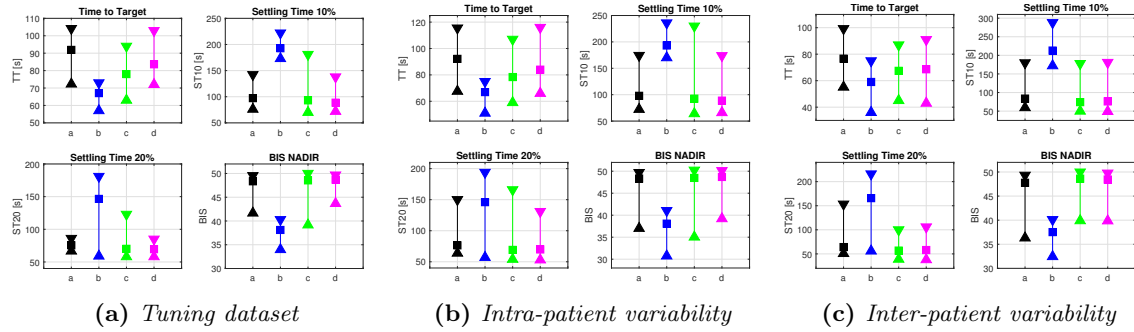 Time to Target
TT [s]
110
100
90
80
70
60
50
a b c d
Settling Time 10%
ST10 [s]
250
200
150
100
50
a b c d
Settling Time 20%
ST20 [s]
200
150
100
50
a b c d
BIS NADIR
BIS
50
45
40
35
30
a b c d
(a) Tuning dataset
Time to Target
TT [s]
120
100
80
60
a b c d
Settling Time 10%
ST10 [s]
250
200
150
100
50
a b c d
Settling Time 20%
ST20 [s]
200
150
100
50
a b c d
BIS NADIR
BIS
50
45
40
35
30
a b c d
(b) Intra-patient variability
Time to Target
TT [s]
100
80
60
40
a b c d
Settling Time 10%
ST10 [s]
300
250
200
150
100
50
a b c d
Settling Time 20%
ST20 [s]
200
150
100
50
a b c d
BIS NADIR
BIS
50
40
30
a b c d
(c) Inter-patient variability